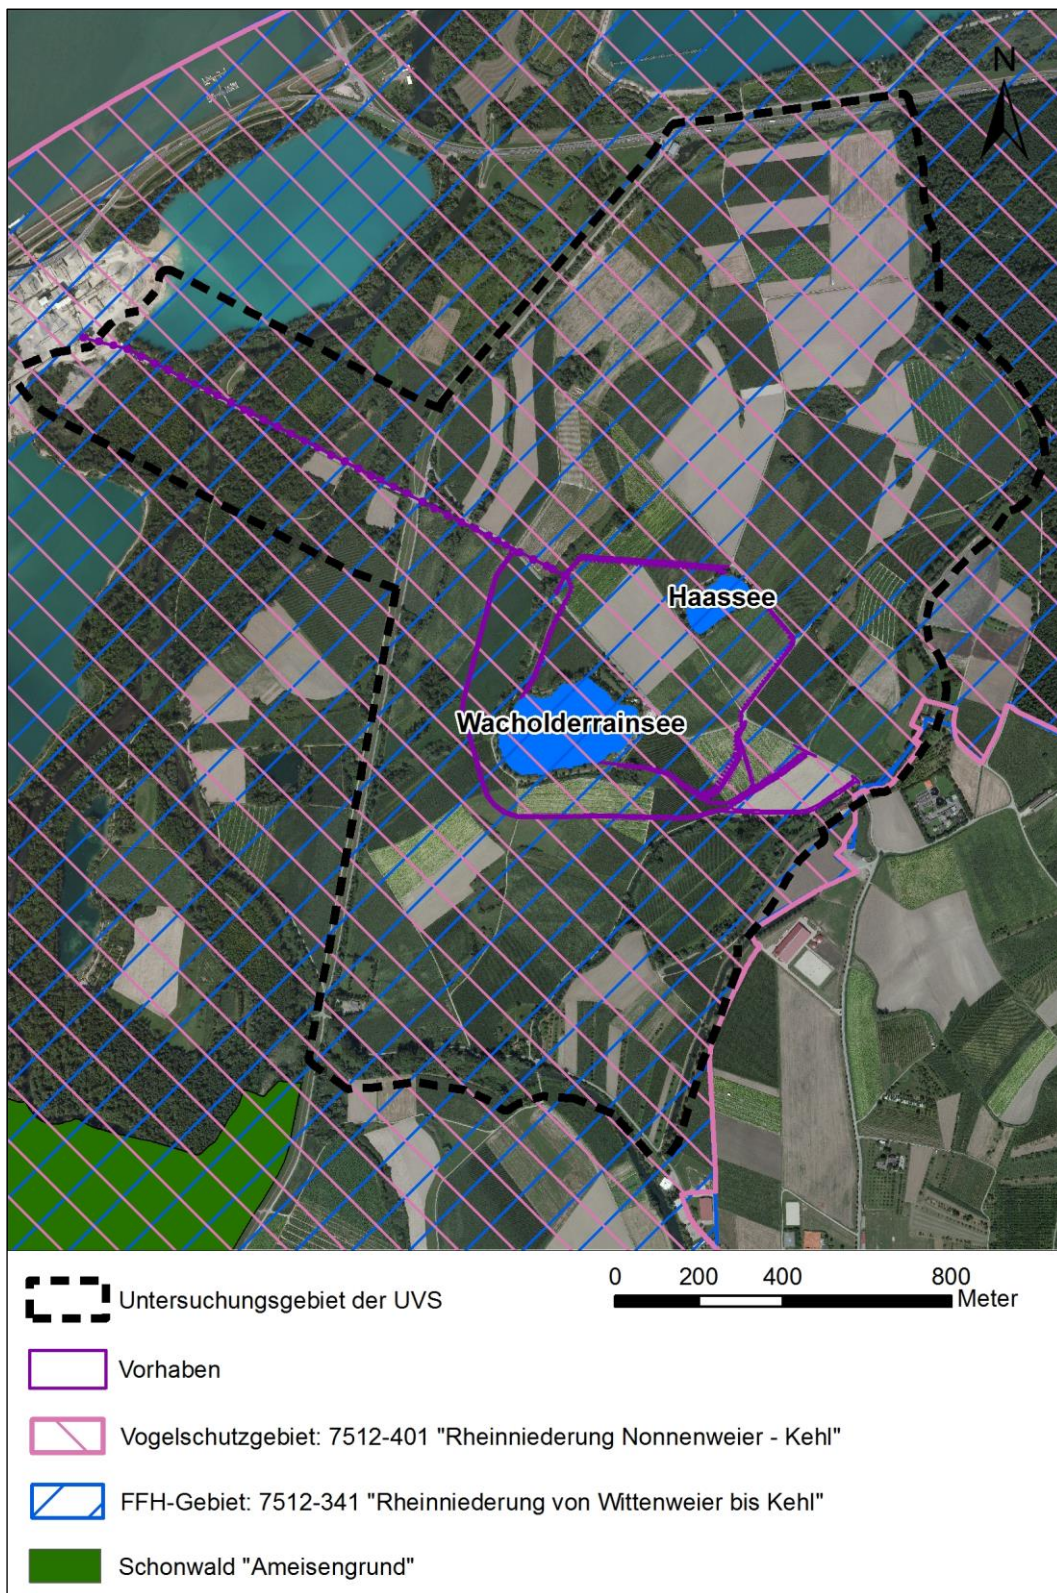 N
Haassee
Wacholderrainsee
0 200 400 800
Meter
Untersuchungsgebiet der UVS
Vorhaben
Vogelschutzgebiet: 7512-401 "Rheinniederung Nonnenweier - Kehl"
FFH-Gebiet: 7512-341 "Rheinniederung von Wittenweier bis Kehl"
Schonwald "Ameisengrund"